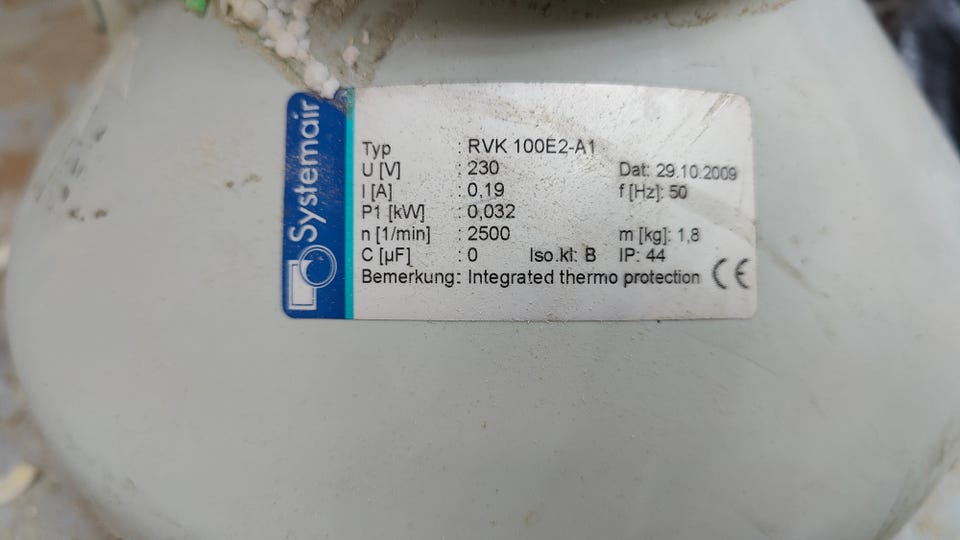 Systemair
Typ : RVK 100E2-A1
U [V] : 230 Dat: 29.10.2009
I [A] : 0,19 f [Hz]: 50
P1 [kW] : 0,032
n [1/min] : 2500 m [kg]: 1,8
C [µF] : 0 Iso.kl: B IP: 44
Bemerkung: Integrated thermo protection CE